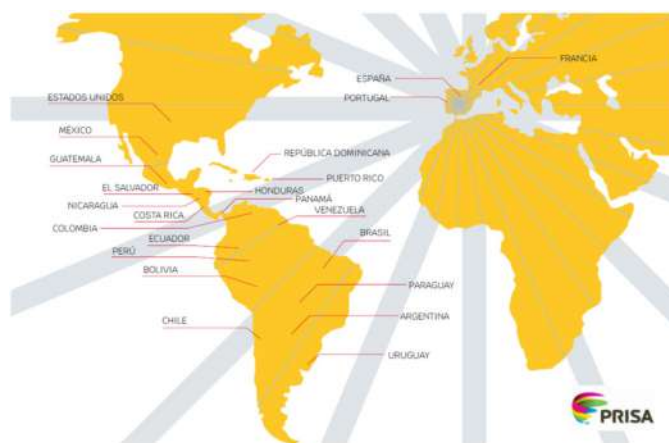 FRANCIA
ESPAÑA
PORTUGAL
ESTADOS UNIDOS
MÉXICO
REPÚBLICA DOMINICANA
GUATEMALA
PUERTO RICO
EL SALVADOR
HONDURAS
NICARAGUA
PANAMÁ
COSTA RICA
VENEZUELA
COLOMBIA
BRASIL
ECUADOR
PERÚ
BOLIVIA
PARAGUAY
CHILE
ARGENTINA
URUGUAY
PRISA